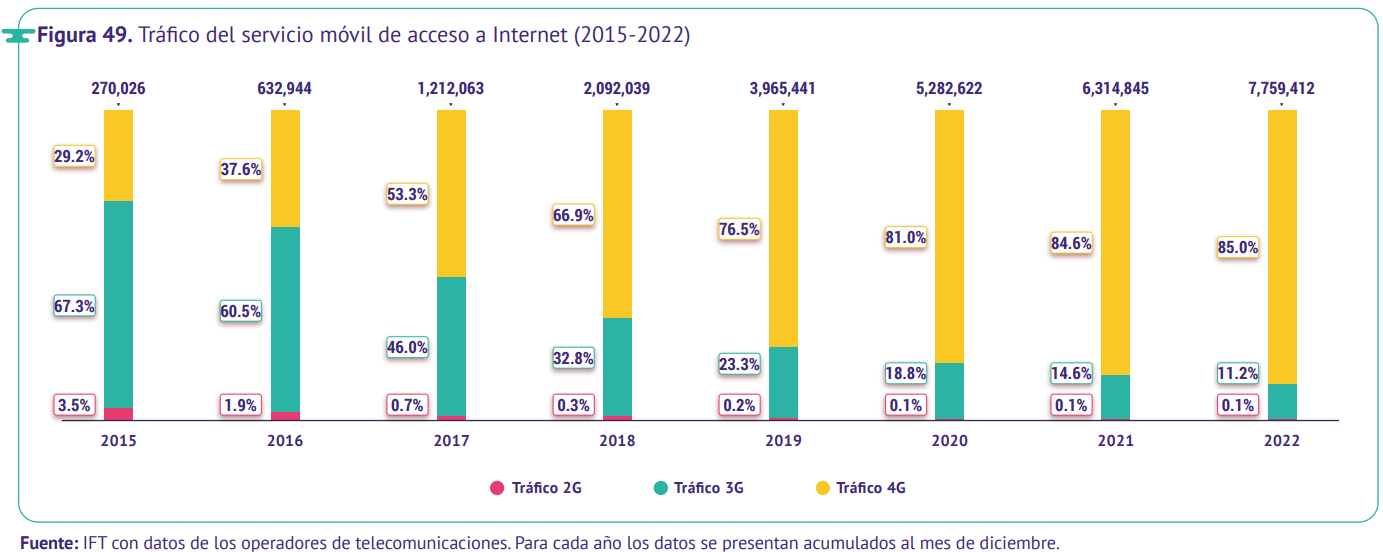 Figura 49. Tráfico del servicio móvil de acceso a Internet (2015-2022)
270,026 632,944 1,212,063 2,092,039 3,965,441 5,282,622 6,314,845 7,759,412
29.2% 37.6% 53.3% 66.9% 76.5% 81.0% 84.6% 85.0%
67.3% 60.5% 46.0% 32.8% 23.3% 18.8% 14.6% 11.2%
3.5% 1.9% 0.7% 0.3% 0.2% 0.1% 0.1% 0.1%
2015 2016 2017 2018 2019 2020 2021 2022
Tráfico 2G Tráfico 3G Tráfico 4G
Fuente: IFT con datos de los operadores de telecomunicaciones. Para cada año los datos se presentan acumulados al mes de diciembre.